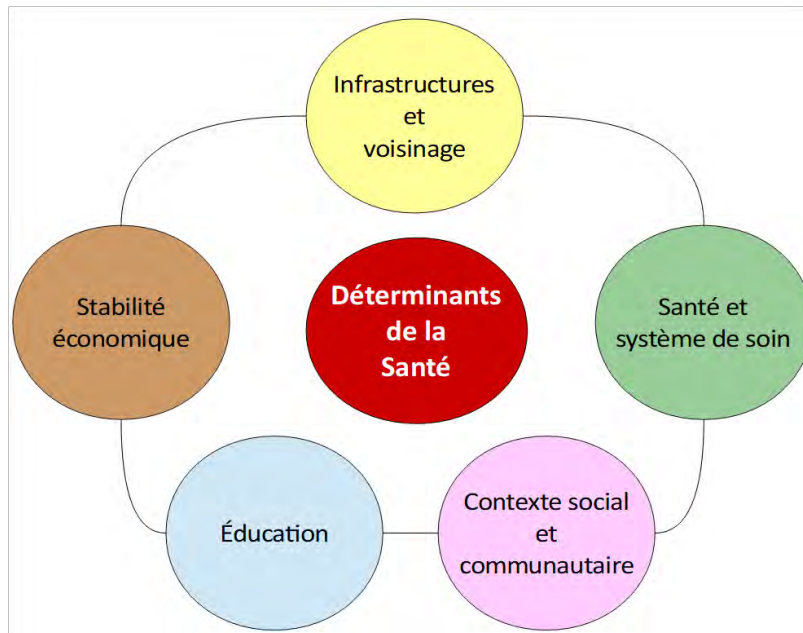 Infrastructures
et
voisinage
Stabilité
économique
Déterminants
de la
Santé
Santé et
système de soin
Éducation
Contexte social
et
communautaire